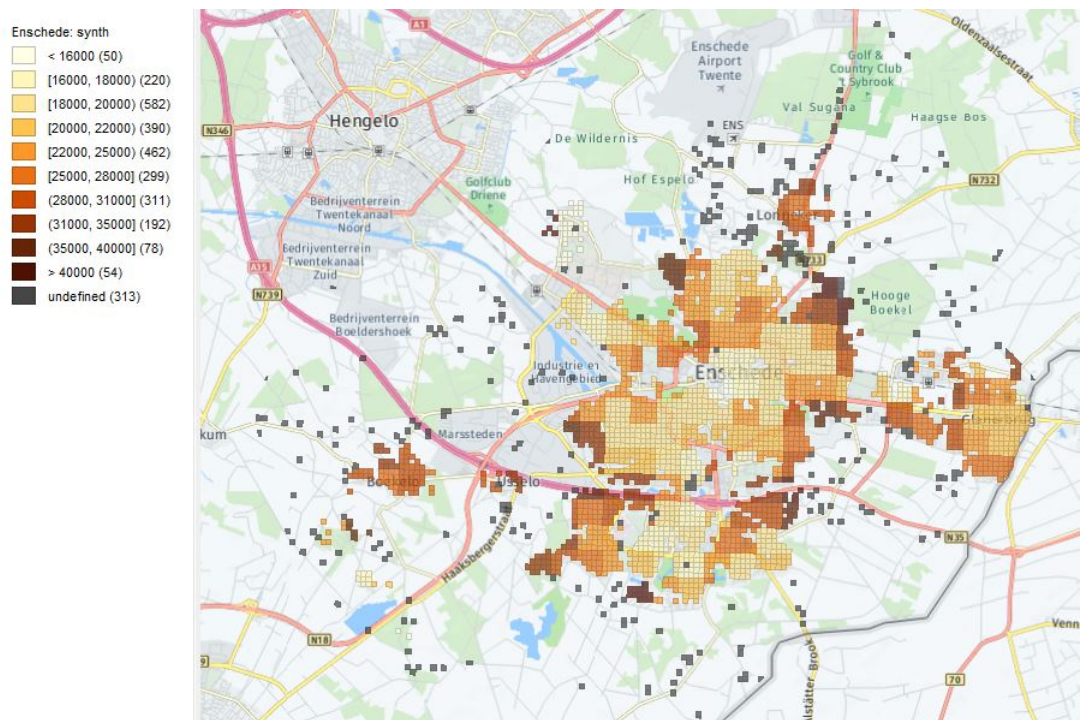 Enschede: synth
< 16000 (50)
[16000, 18000) (220)
[18000, 20000) (582)
[20000, 22000) (390)
[22000, 25000) (462)
[25000, 28000] (299)
(28000, 31000] (311)
(31000, 35000] (192)
(35000, 40000] (78)
> 40000 (54)
undefined (313)
A1
Oldenzaalsestraat
Enschede
Airport
Twente
Golf &
Country Club
't Sybrook
Val Sugana
Haagse Bos
N346
Hengelo
De Wildernis
ENS
Hof Espelo
N732
Golfclub
Driene
Bedrijventerrein
Twentekanaal
Noord
Bedrijventerrein
Twentekanaal
Zuid
A35
N739
N733
Hooge
Boekel
Bedrijventerrein
Boeldershoek
Industrie en
Havengebied
Enschede
kum
Marssteden
Boekelo
Usselo
Haaksbergerstraat
N35
N18
70
Venn
Brook